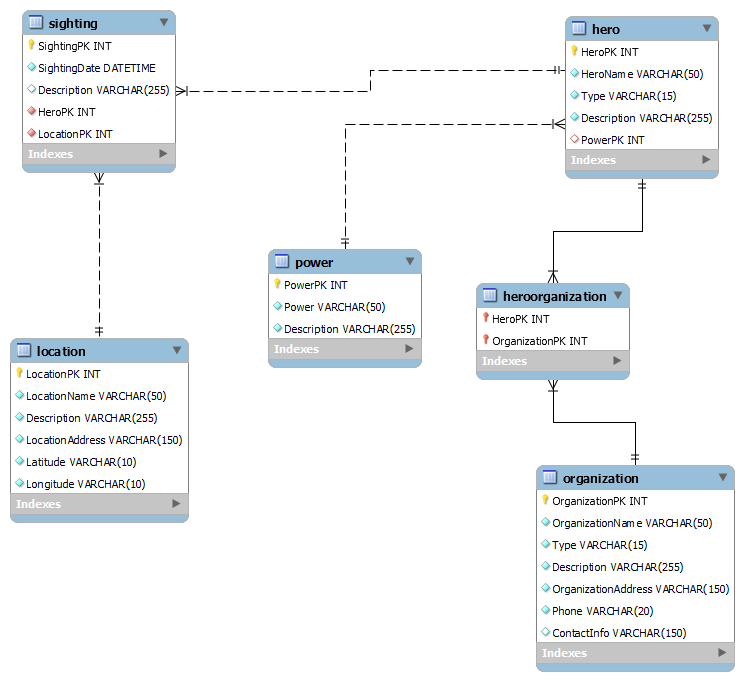 sighting
SightingPK INT
SightingDate DATETIME
Description VARCHAR(255)
HeroPK INT
LocationPK INT
Indexes
hero
HeroPK INT
HeroName VARCHAR(50)
Type VARCHAR(15)
Description VARCHAR(255)
PowerPK INT
Indexes
power
PowerPK INT
Power VARCHAR(50)
Description VARCHAR(255)
Indexes
heroorganization
HeroPK INT
OrganizationPK INT
Indexes
location
LocationPK INT
LocationName VARCHAR(50)
Description VARCHAR(255)
LocationAddress VARCHAR(150)
Latitude VARCHAR(10)
Longitude VARCHAR(10)
Indexes
organization
OrganizationPK INT
OrganizationName VARCHAR(50)
Type VARCHAR(15)
Description VARCHAR(255)
OrganizationAddress VARCHAR(150)
Phone VARCHAR(20)
ContactInfo VARCHAR(150)
Indexes